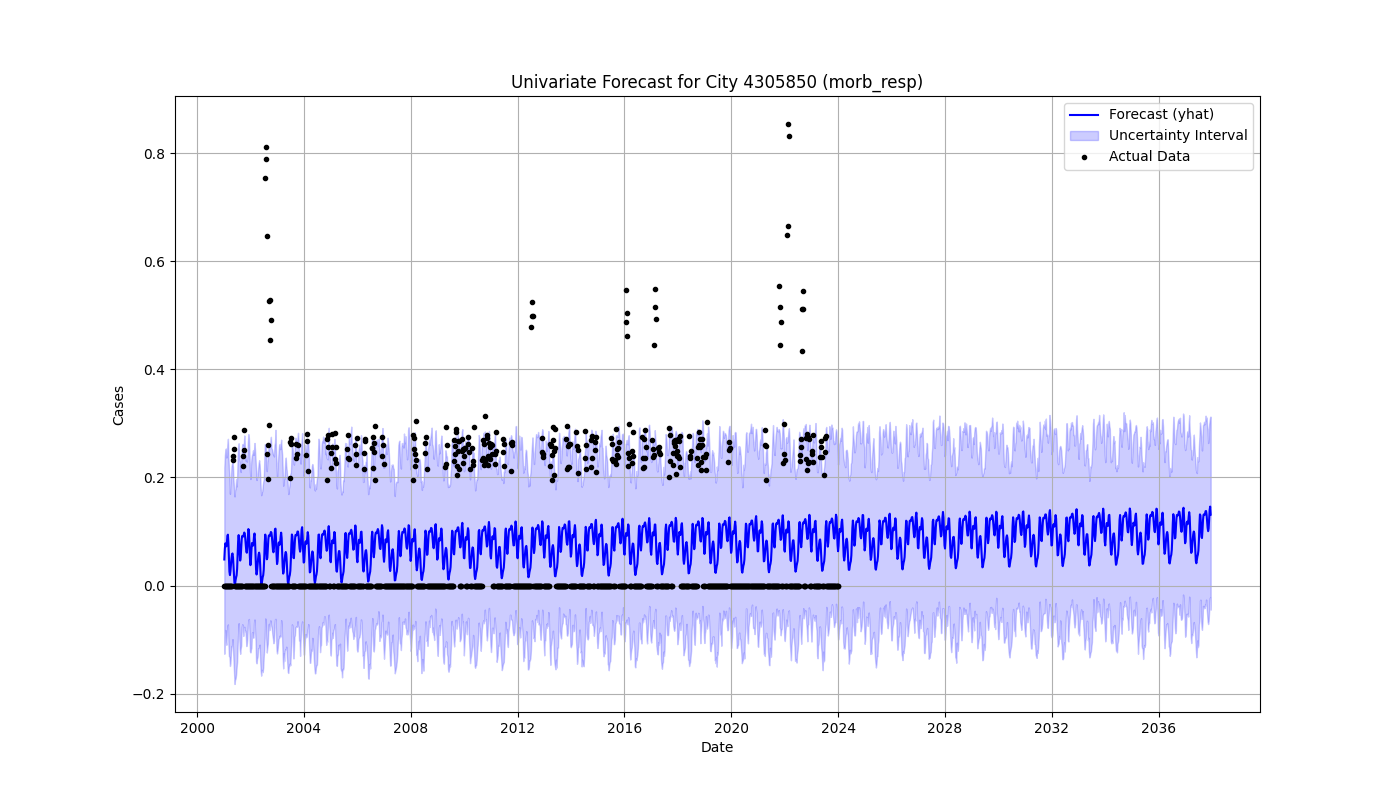 Univariate Forecast for City 4305850 (morb_resp)
Forecast (yhat)
Uncertainty Interval
Actual Data
Cases
0.8
0.6
0.4
0.2
0.0
−0.2
2000 2004 2008 2012 2016 2020 2024 2028 2032 2036
Date